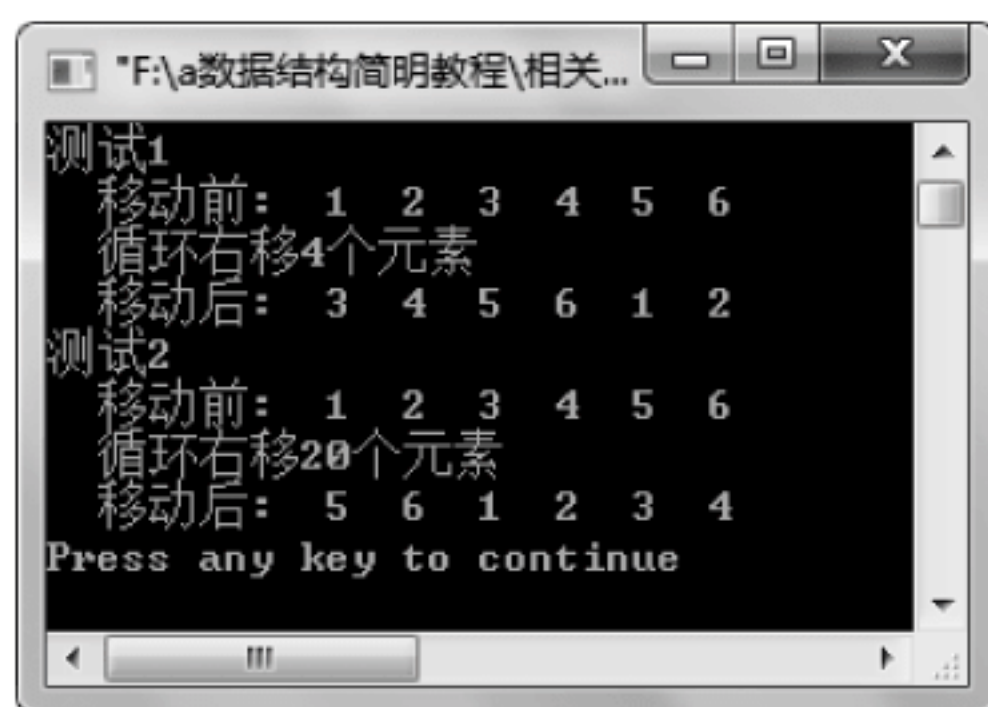 "F:\a数据结构简明教程\相关...
测试1
移动前： 1 2 3 4 5 6
循环右移4个元素
移动后： 3 4 5 6 1 2
测试2
移动前： 1 2 3 4 5 6
循环右移20个元素
移动后： 5 6 1 2 3 4
Press any key to continue